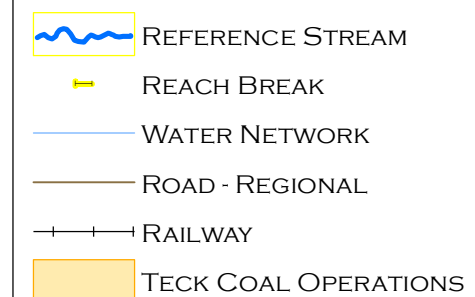 Reference Stream
Reach Break
Water Network
Road - Regional
Railway
Teck Coal Operations